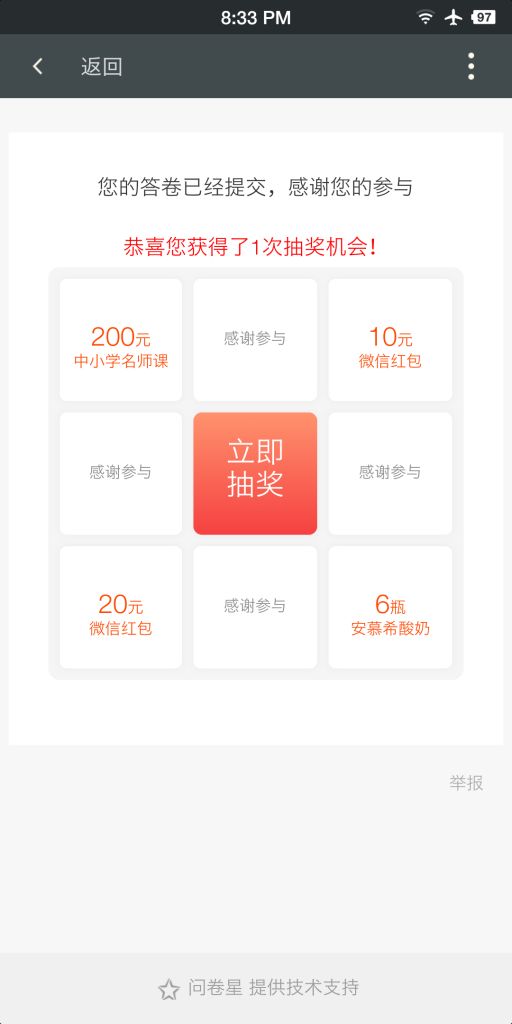 8:33 PM
97
返回
您的答卷已经提交，感谢您的参与
恭喜您获得了1次抽奖机会！
200元
中小学名师课
感谢参与
10元
微信红包
感谢参与
立即
抽奖
感谢参与
20元
微信红包
感谢参与
6瓶
安慕希酸奶
举报
问卷星 提供技术支持